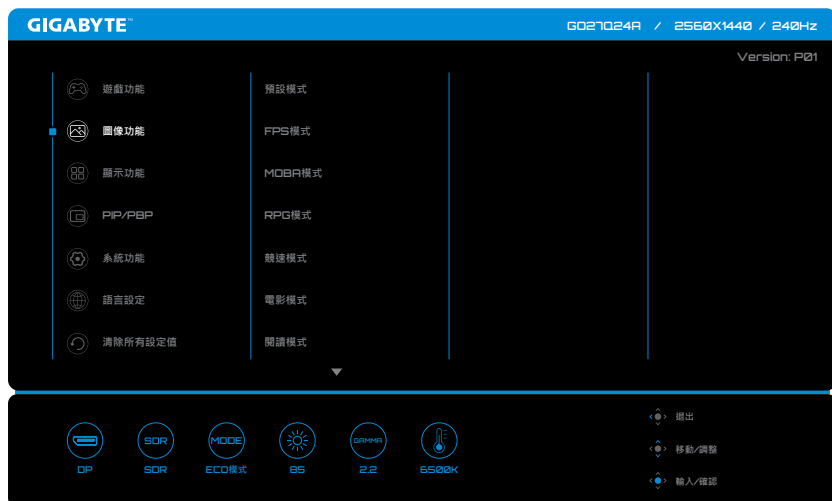 GIGABYTE™
GO27Q24A / 2560X1440 / 240Hz
Version: P01
遊戲功能
預設模式
圖像功能
FPS模式
顯示功能
MOBA模式
PIP/PBP
RPG模式
系統功能
競速模式
語言設定
電影模式
清除所有設定值
閱讀模式
退出
SDR
MODE
GAMMA
DP
SDR
ECO模式
85
2.2
6500K
移動/調整
輸入/確認